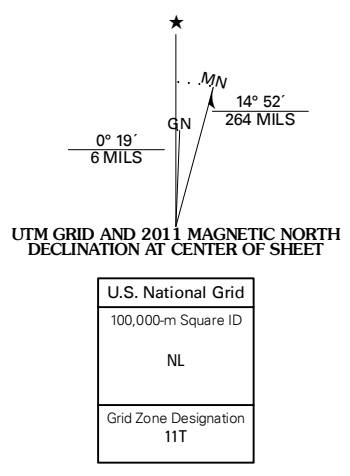 ★
MN
GN
14° 52´
264 MILS
0° 19´
6 MILS
UTM GRID AND 2011 MAGNETIC NORTH
DECLINATION AT CENTER OF SHEET
U.S. National Grid
100,000-m Square ID
NL
Grid Zone Designation
11T